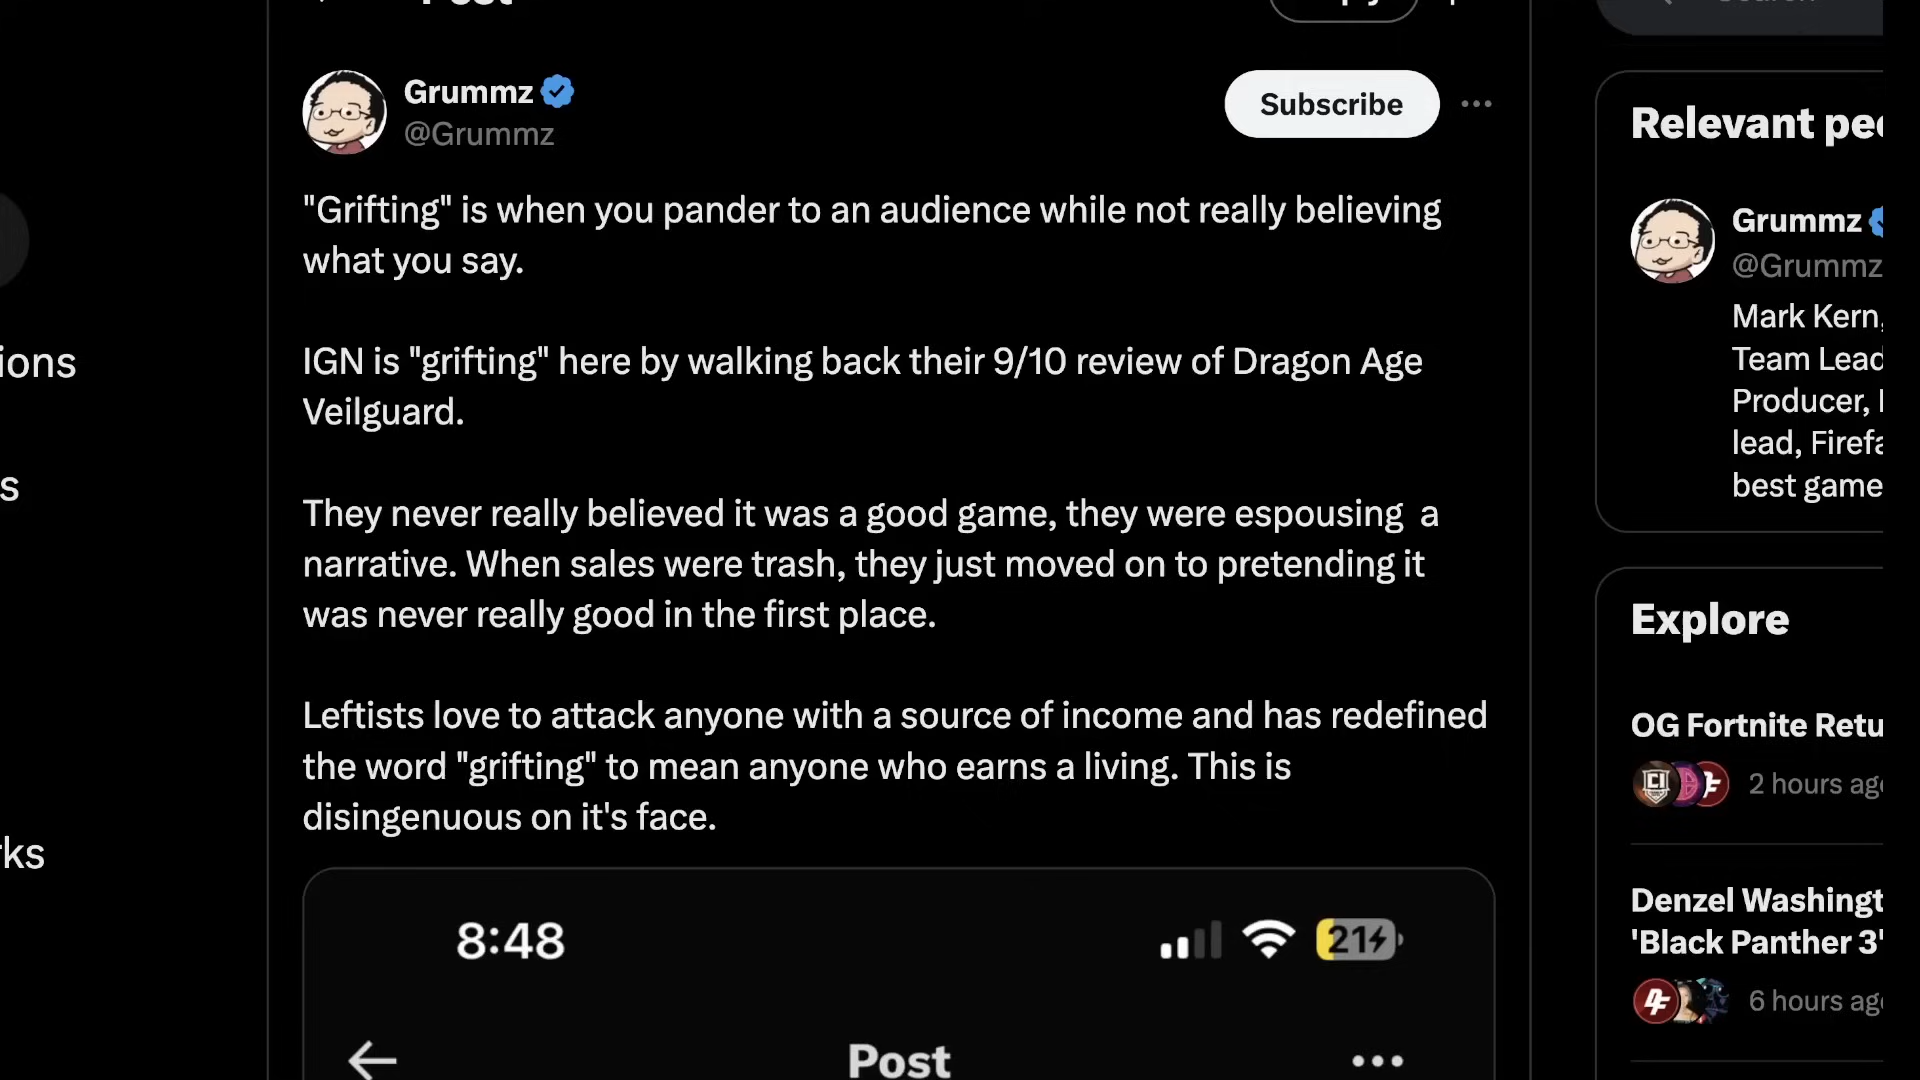 Post
Grummz
@Grummz
Subscribe
"Grifting" is when you pander to an audience while not really believing
what you say.
IGN is "grifting" here by walking back their 9/10 review of Dragon Age
Veilguard.
They never really believed it was a good game, they were espousing  a
narrative. When sales were trash, they just moved on to pretending it
was never really good in the first place.
Leftists love to attack anyone with a source of income and has redefined
the word "grifting" to mean anyone who earns a living. This is
disingenuous on it's face.
8:48
21
Post
ions
s
rks
Relevant pe
Grummz
@Grummz
Mark Kern,
Team Lead
Producer,
lead, Firefa
best game
Explore
OG Fortnite Retu
2 hours ag
Denzel Washingt
'Black Panther 3'
6 hours ag